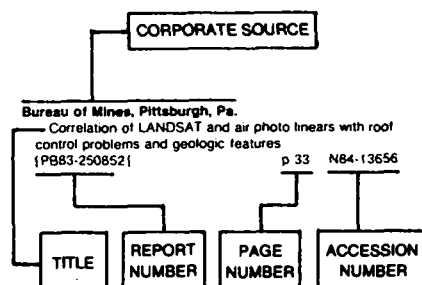 CORPORATE SOURCE
Bureau of Mines, Pittsburgh, Pa.
Correlation of LANDSAT and air photo linears with roof
control problems and geologic features
[PB83-250852] p 33 N84-13656
TITLE
REPORT
NUMBER
PAGE
NUMBER
ACCESSION
NUMBER